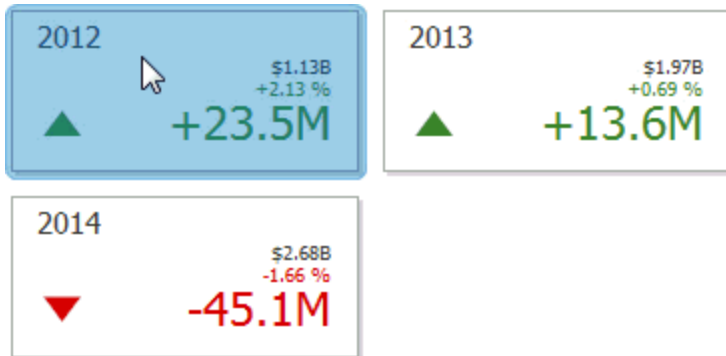 2012
$1.13B
+2.13 %
+23.5M
2013
$1.97B
+0.69 %
+13.6M
2014
$2.68B
-1.66 %
-45.1M